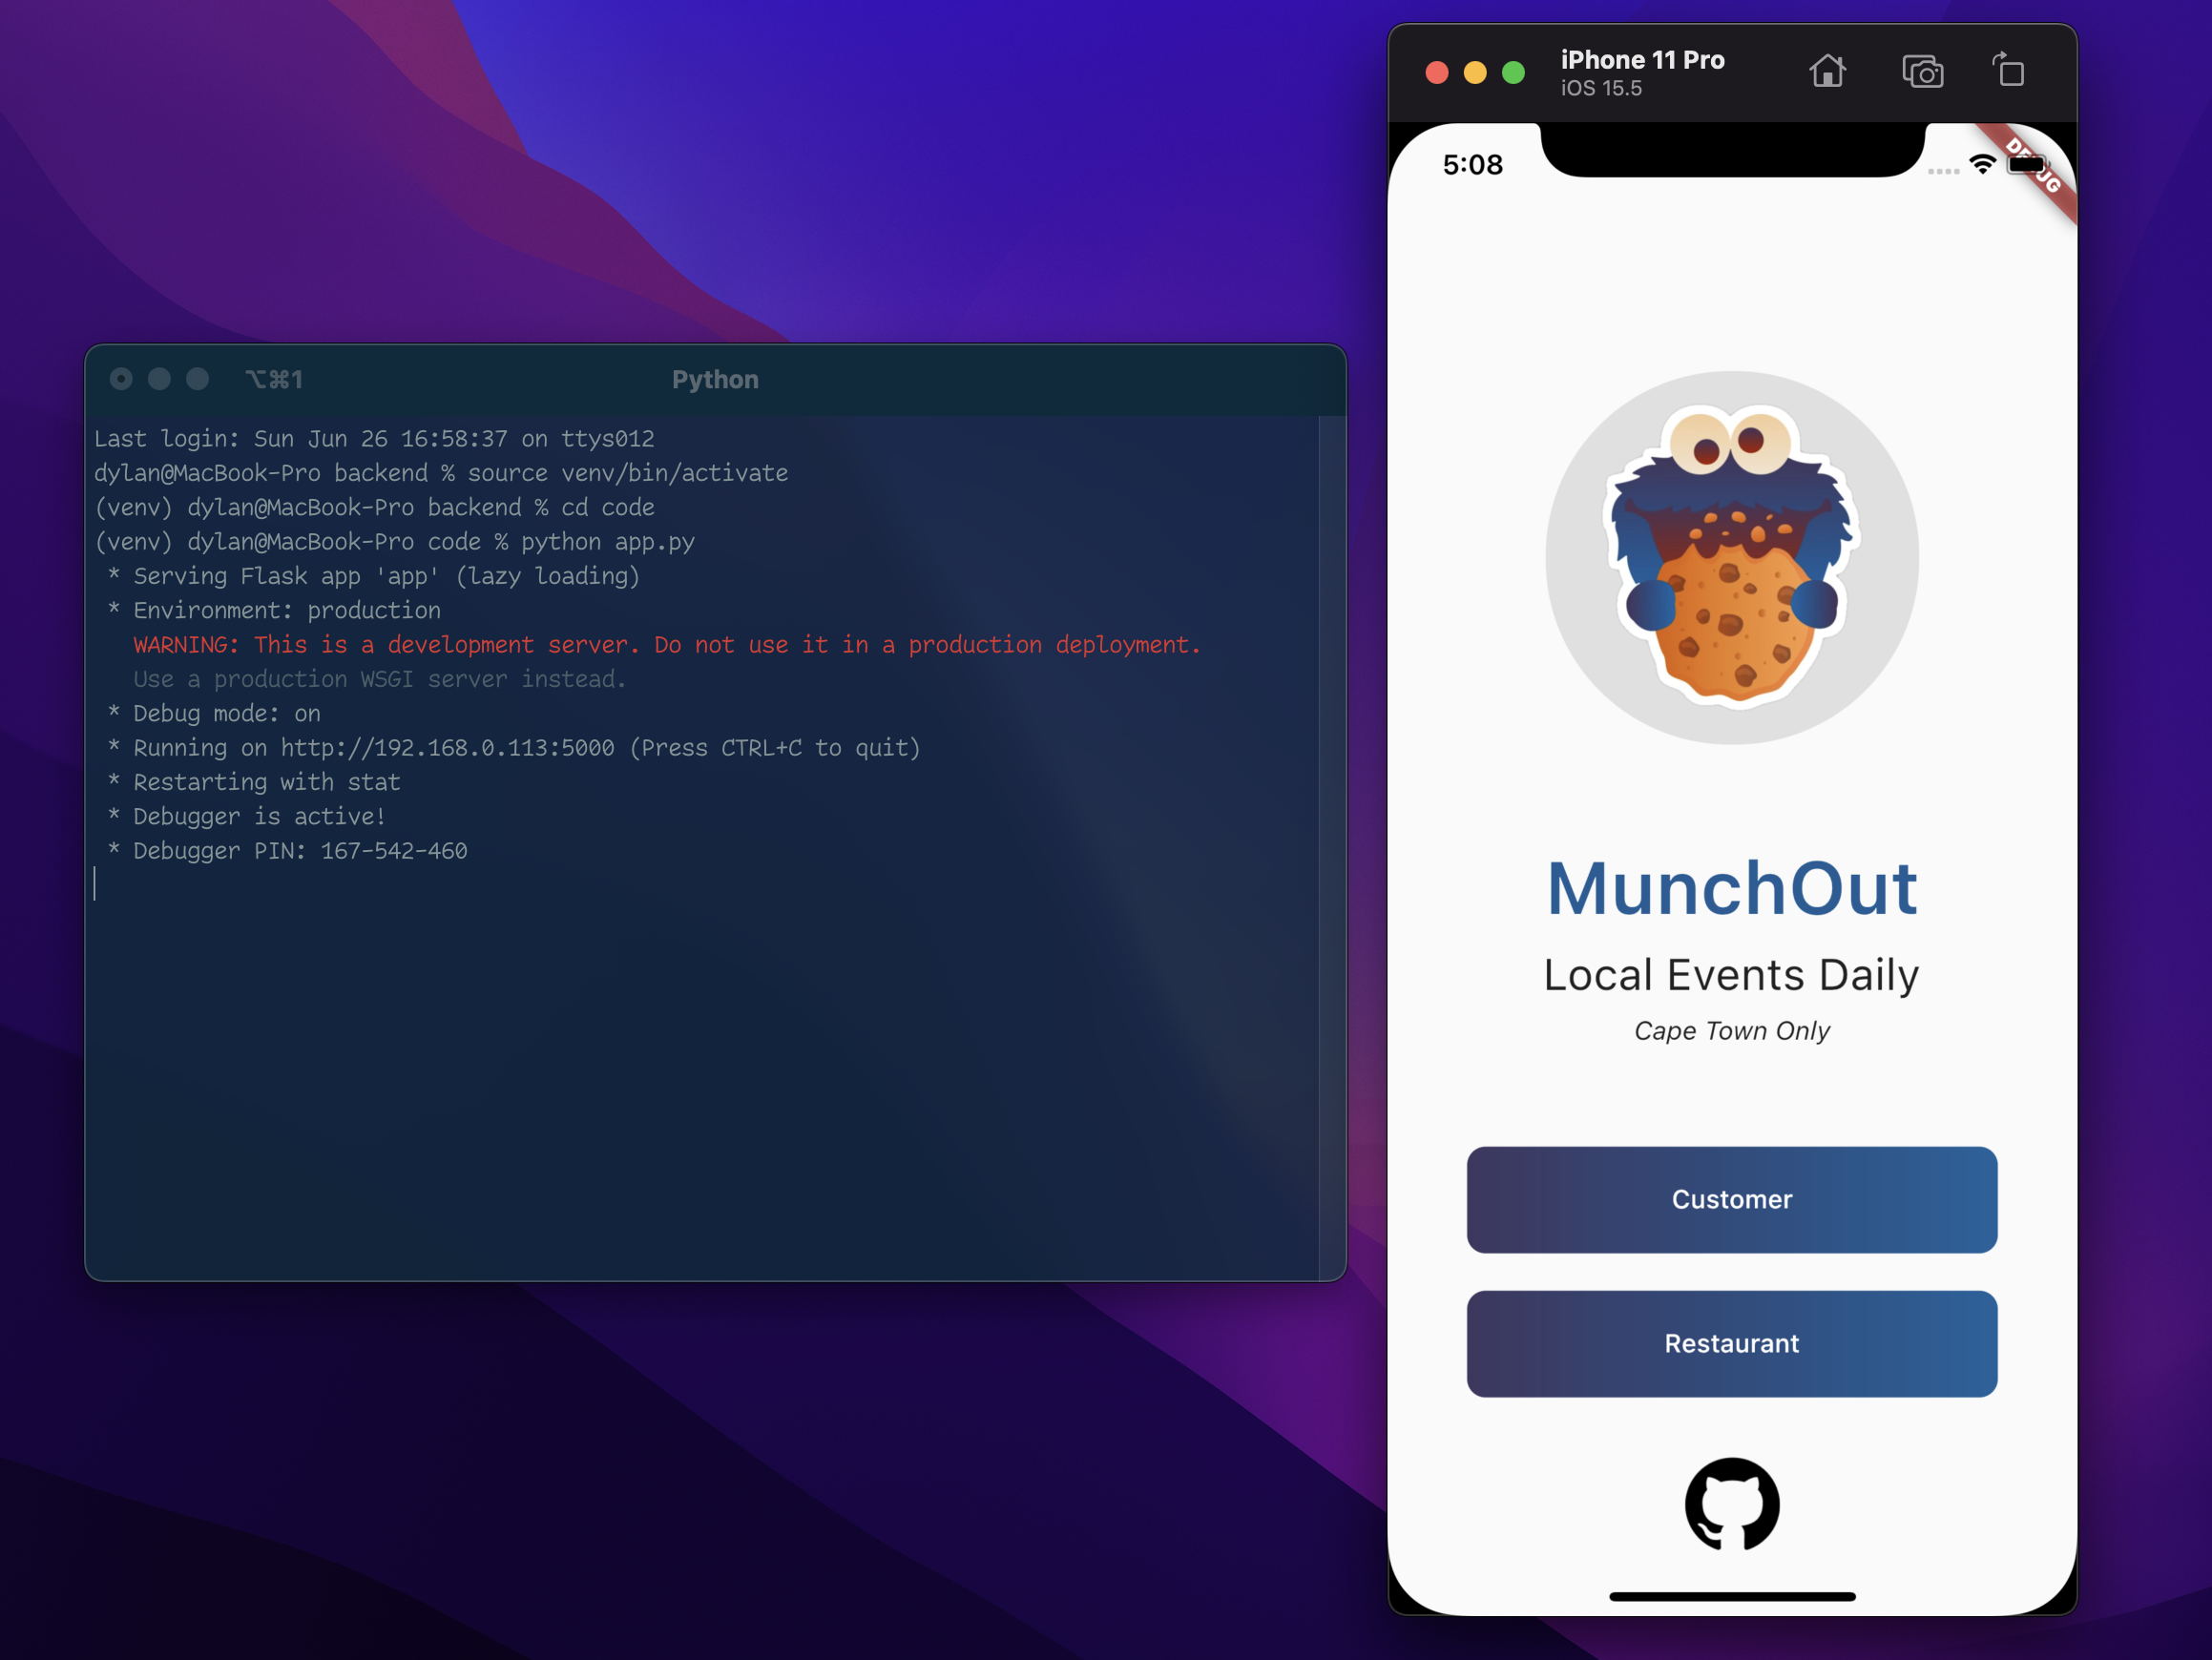 ⌥⌘1
Python
Last login: Sun Jun 26 16:58:37 on ttys012
dylan@MacBook-Pro backend % source venv/bin/activate
(venv) dylan@MacBook-Pro backend % cd code
(venv) dylan@MacBook-Pro code % python app.py
* Serving Flask app 'app' (lazy loading)
* Environment: production
WARNING: This is a development server. Do not use it in a production deployment.
Use a production WSGI server instead.
* Debug mode: on
* Running on http://192.168.0.113:5000 (Press CTRL+C to quit)
* Restarting with stat
* Debugger is active!
* Debugger PIN: 167-542-460
iPhone 11 Pro
iOS 15.5
5:08
DEBUG
MunchOut
Local Events Daily
Cape Town Only
Customer
Restaurant